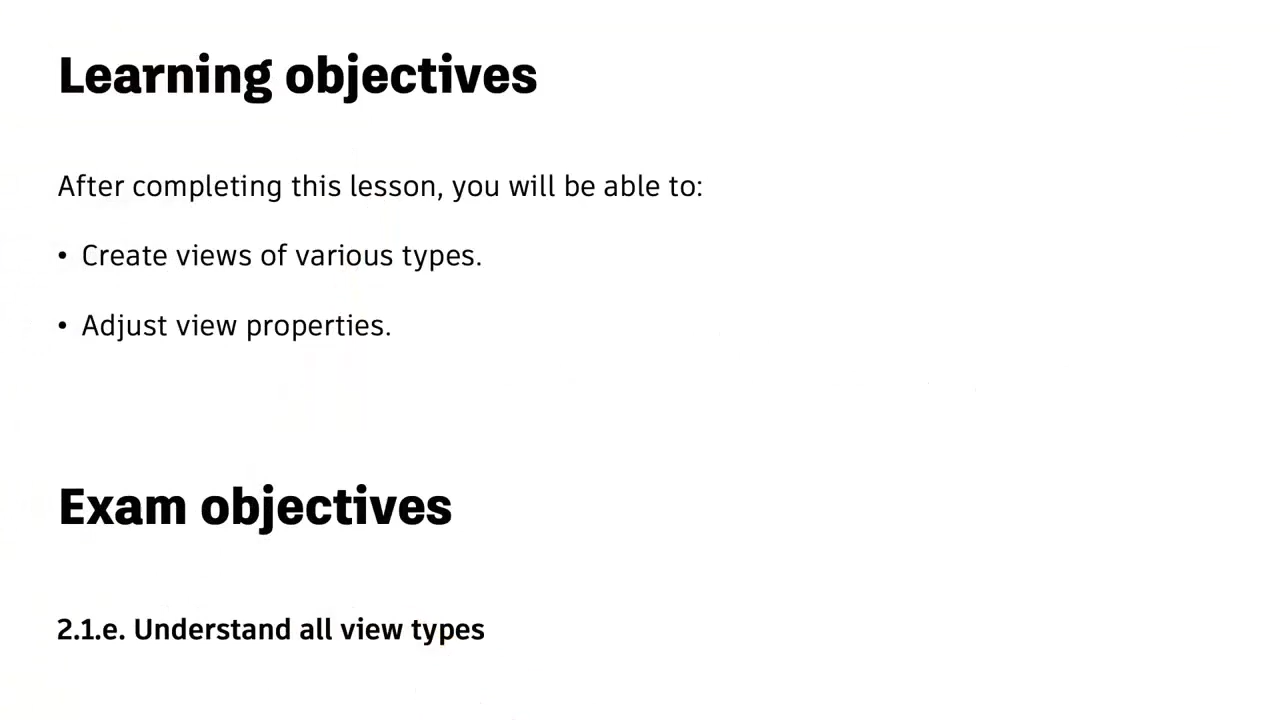 Learning objectives
After completing this lesson, you will be able to:
• Create views of various types.
• Adjust view properties.
Exam objectives
2.1.e. Understand all view types